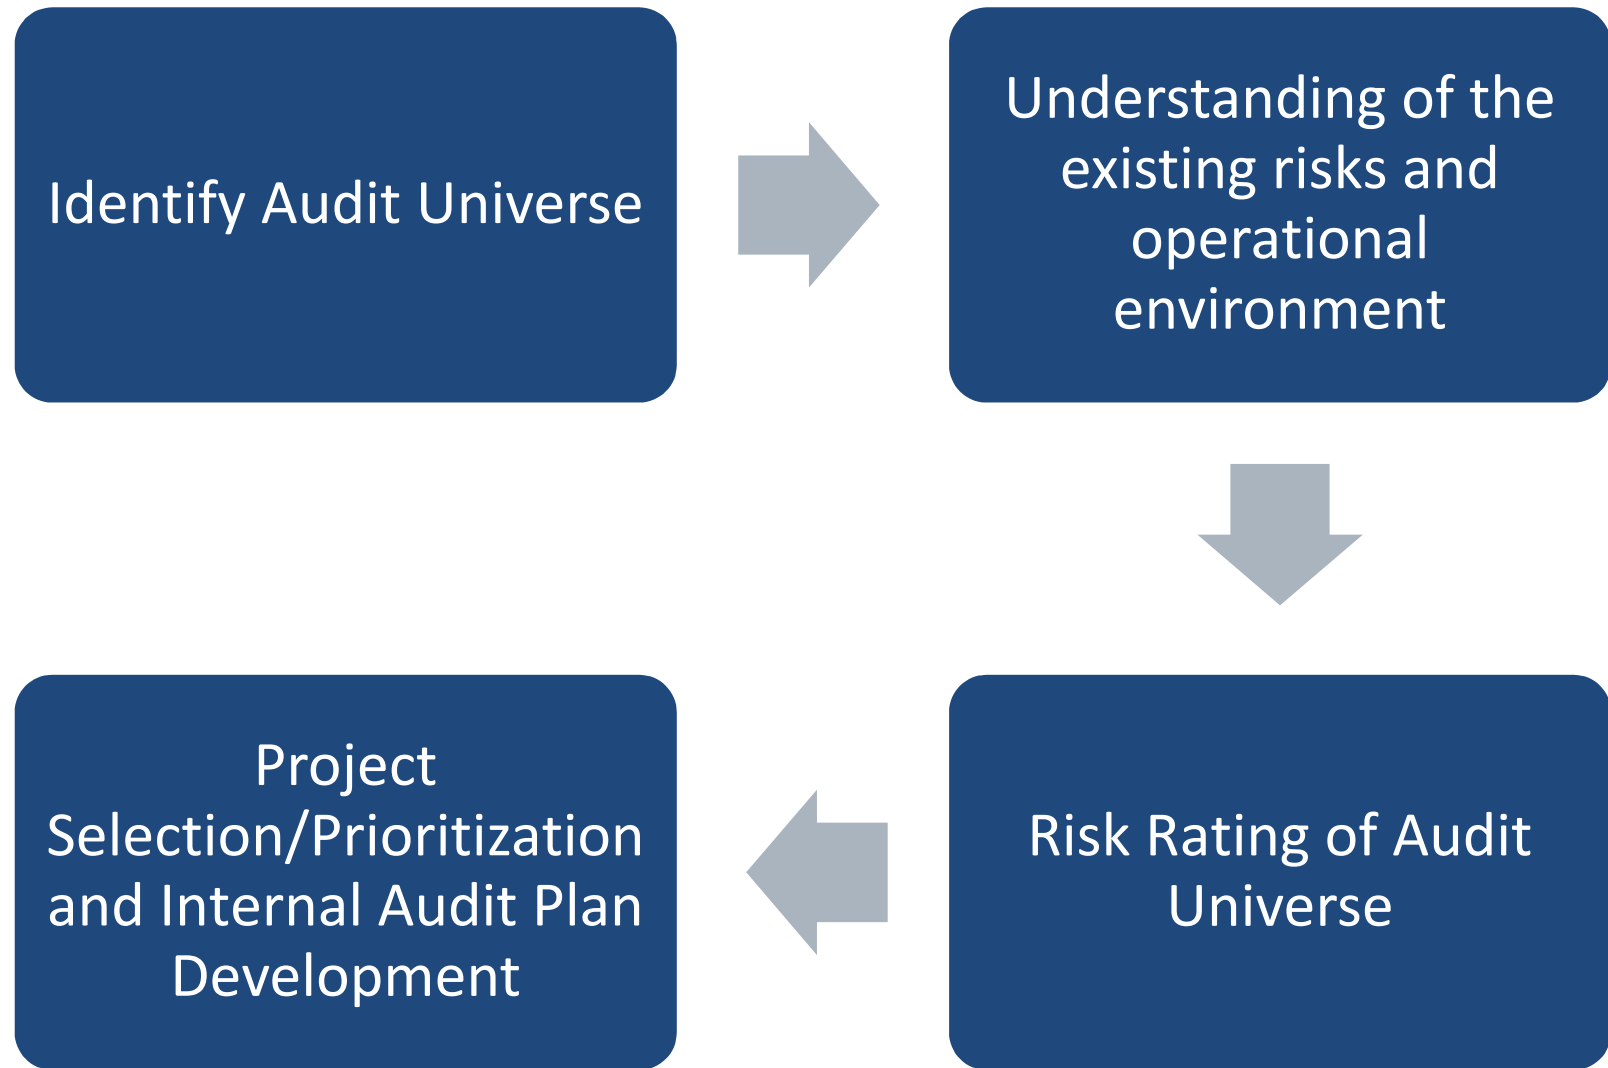 Identify Audit Universe
Understanding of the
existing risks and
operational
environment
Risk Rating of Audit
Universe
Project
Selection/Prioritization
and Internal Audit Plan
Development